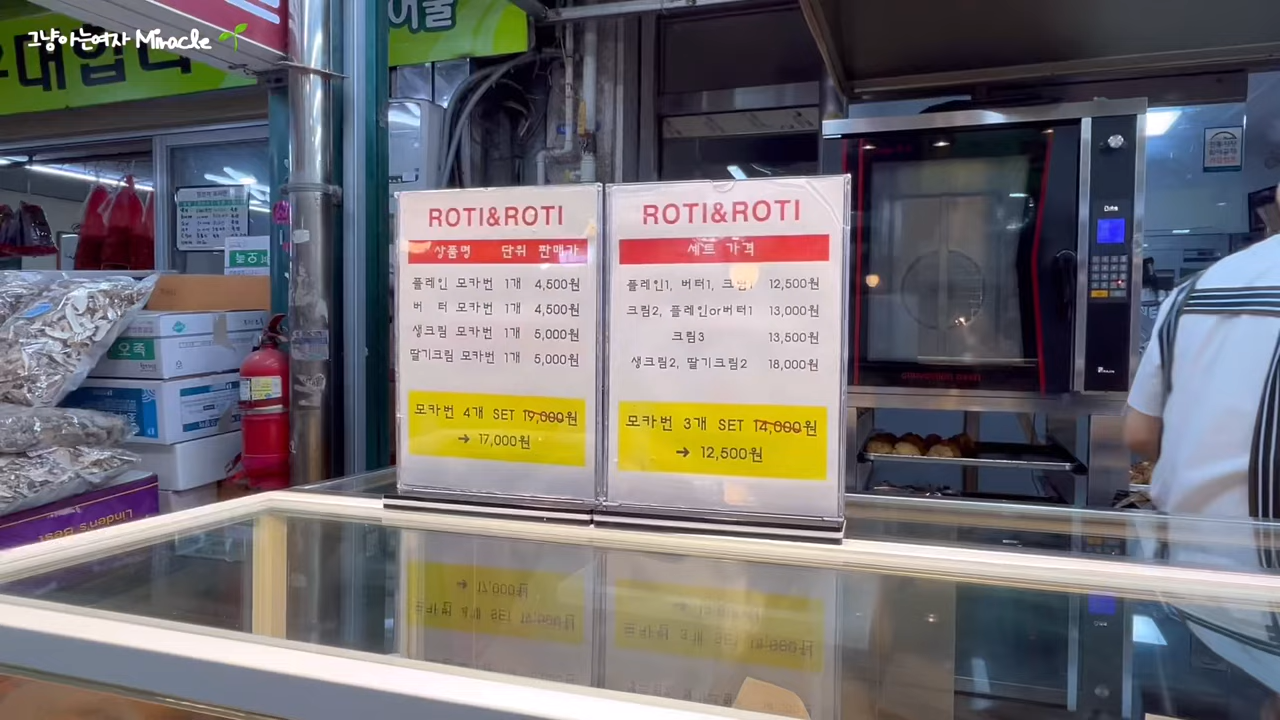 그냥아는여자 Miracle
어울
ROTI&ROTI
상품명 단위 판매가
플레인 모카번 1개 4,500원
버 터 모카번 1개 4,500원
생크림 모카번 1개 5,000원
딸기크림 모카번 1개 5,000원
모카번 4개 SET 19,000원
→ 17,000원
ROTI&ROTI
세트 가격
플레인1, 버터1, 크림1 12,500원
크림2, 플레인or버터1 13,000원
크림3 13,500원
생크림2, 딸기크림2 18,000원
모카번 3개 SET 14,000원
→ 12,500원
오족
Linden's Best